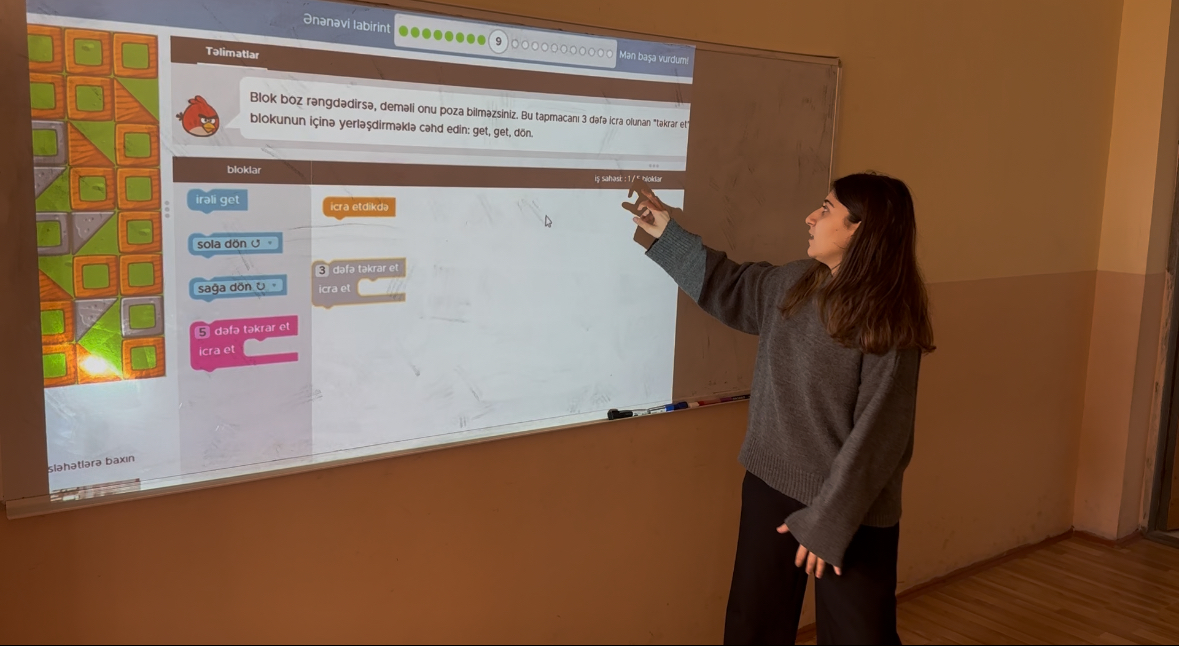 Ənənəvi labirint
9
Mən başa vurdum!
Təlimatlar
Blok boz rəngdədirsə, deməli onu poza bilməzsiniz. Bu tapmacanı 3 dəfə icra olunan "təkrar et"
blokunun içinə yerləşdirməklə cəhd edin: get, get, dön.
bloklar
iş sahəsi: : 1 / bloklar
irəli get
icra etdikdə
sola dön
3 dəfə təkrar et
icra et
sağa dön
5 dəfə təkrar et
icra et
sləhətlərə baxın